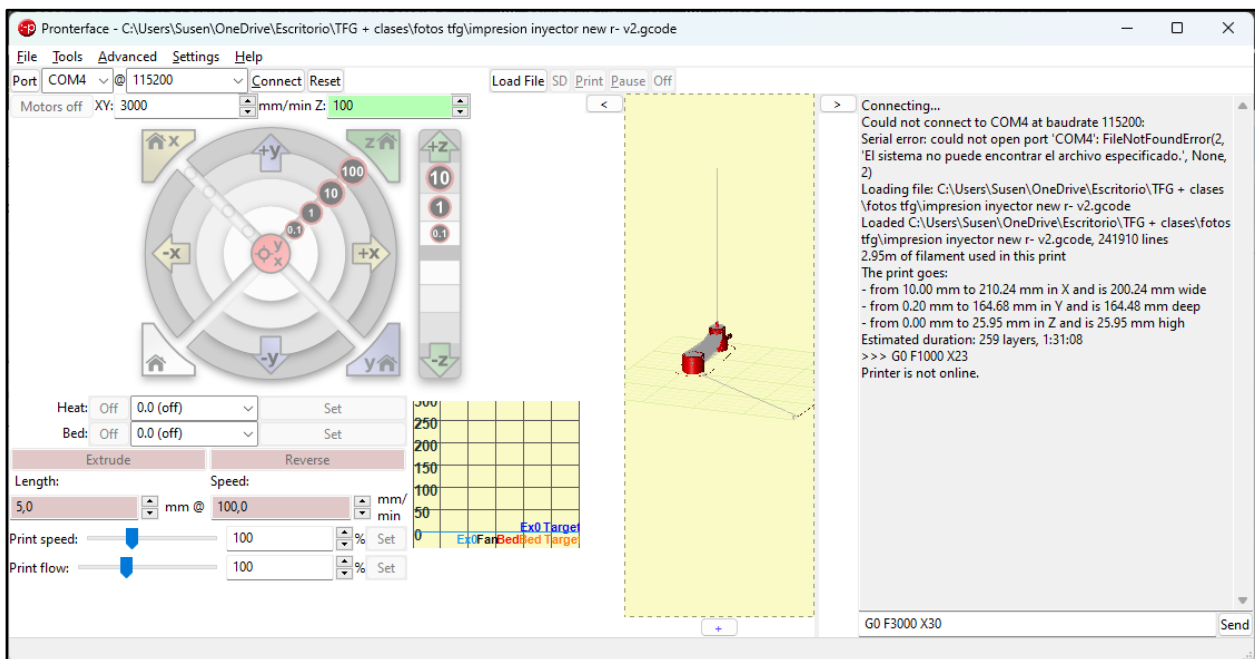 Pronterface - C:\Users\Susen\OneDrive\Escritorio\TFG + clases\fotos tfg\impresion inyector new r- v2.gcode
File Tools Advanced Settings Help
Port COM4 @ 115200 Connect Reset Load File SD Print Pause Off
Motors off XY: 3000 mm/min Z: 100 < >
x +y z +z
100 10
10 1
1 0.1
0.1
-x y x +x
-y y -z
Heat: Off 0.0 (off) Set
Bed: Off 0.0 (off) Set
Extrude Reverse
Length: Speed:
5,0 mm @ 100,0 mm/
min
Print speed: 100 % Set
Print flow: 100 % Set
300
250
200
150
100
50
0
Ex0 Target
Ex0 Fan Bed Bed Target
+
Connecting...
Could not connect to COM4 at baudrate 115200:
Serial error: could not open port 'COM4': FileNotFoundError(2,
'El sistema no puede encontrar el archivo especificado.', None,
2)
Loading file: C:\Users\Susen\OneDrive\Escritorio\TFG + clases
\fotos tfg\impresion inyector new r- v2.gcode
Loaded C:\Users\Susen\OneDrive\Escritorio\TFG + clases\fotos
tfg\impresion inyector new r- v2.gcode, 241910 lines
2.95m of filament used in this print
The print goes:
- from 10.00 mm to 210.24 mm in X and is 200.24 mm wide
- from 0.20 mm to 164.68 mm in Y and is 164.48 mm deep
- from 0.00 mm to 25.95 mm in Z and is 25.95 mm high
Estimated duration: 259 layers, 1:31:08
>>> G0 F1000 X23
Printer is not online.
G0 F3000 X30 Send